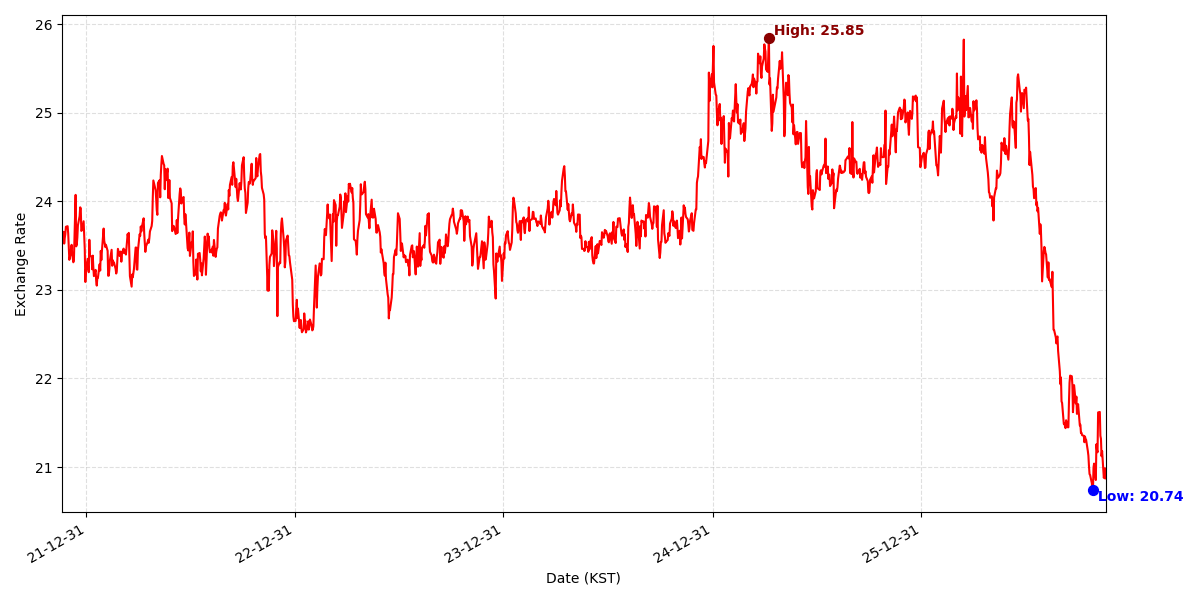 High: 25.85
26
25
24
23
22
21
Exchange Rate
Low: 20.74
21-12-31
22-12-31
23-12-31
24-12-31
25-12-31
Date (KST)